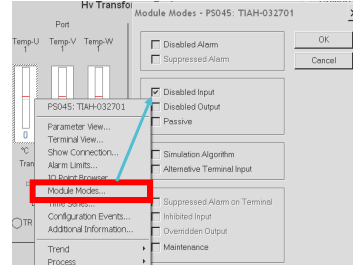 Hv Transfo
Module Modes - PS045: TIAH-032701
Port
Temp-U Temp-V Temp-W
1 1 1
Disabled Alarm
Suppressed Alarm
OK
Cancel
Disabled Input
Disabled Output
Passive
Simulation Algorithm
Alternative Terminal Input
Suppressed Alarm on Terminal
Inhibited Input
Overridden Output
Maintenance
0
°C
Tran
TR
PS045: TIAH-032701
Parameter View...
Terminal View...
Show Connection...
Alarm Limits...
IO Point Browser...
Module Modes...
Time Series...
Configuration Events...
Additional Information...
Trend
Process